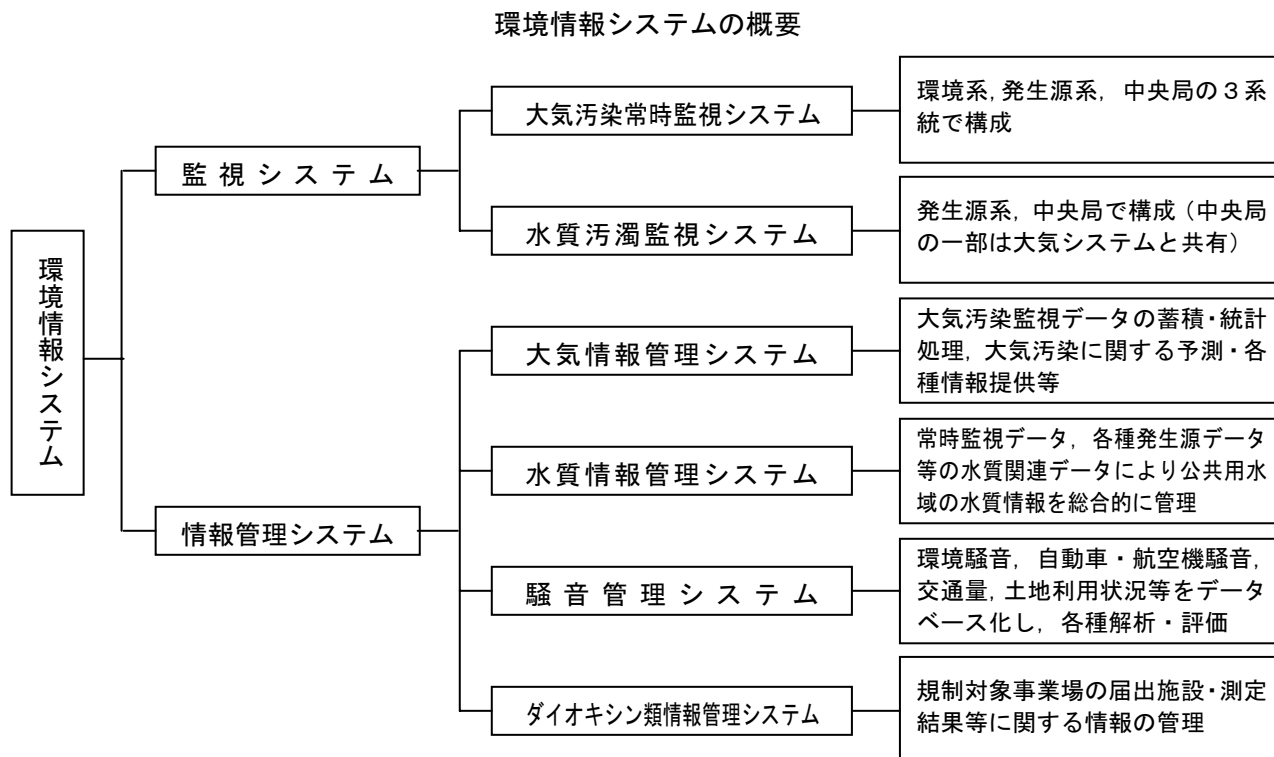 環境情報システムの概要
環境情報システム
監視システム
大気汚染常時監視システム
環境系,発生源系，中央局の３系
統で構成
水質汚濁監視システム
発生源系，中央局で構成（中央局
の一部は大気システムと共有）
情報管理システム
大気情報管理システム
大気汚染監視データの蓄積・統計
処理，大気汚染に関する予測・各
種情報提供等
水質情報管理システム
常時監視データ，各種発生源データ
等の水質関連データにより公共用水
域の水質情報を総合的に管理
騒音管理システム
環境騒音，自動車・航空機騒音，
交通量,土地利用状況等をデータ
ベース化し，各種解析・評価
ダイオキシン類情報管理システム
規制対象事業場の届出施設・測定
結果等に関する情報の管理